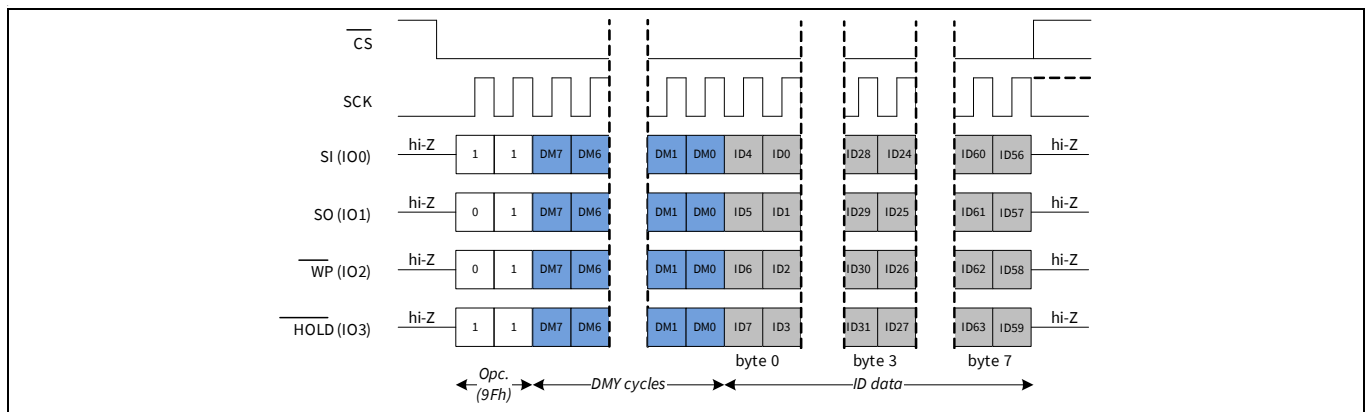 CS
SCK
hi-Z 1 1 DM7 DM6 DM1 DM0 ID4 ID0 ID28 ID24 ID60 ID56 hi-Z
SI (IO0)
hi-Z 0 1 DM7 DM6 DM1 DM0 ID5 ID1 ID29 ID25 ID61 ID57 hi-Z
SO (IO1)
hi-Z 0 1 DM7 DM6 DM1 DM0 ID6 ID2 ID30 ID26 ID62 ID58 hi-Z
WP (IO2)
hi-Z 1 1 DM7 DM6 DM1 DM0 ID7 ID3 ID31 ID27 ID63 ID59 hi-Z
HOLD (IO3)
byte 0 byte 3 byte 7
Opc.
(9Fh)
DMY cycles
ID data